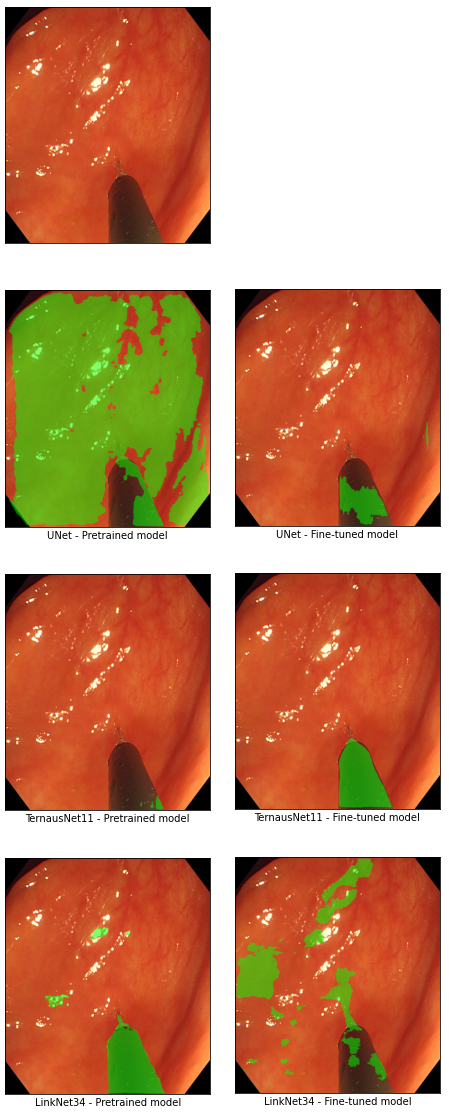 UNet - Pretrained model
UNet - Fine-tuned model
TernausNet11 - Pretrained model
TernausNet11 - Fine-tuned model
LinkNet34 - Pretrained model
LinkNet34 - Fine-tuned model